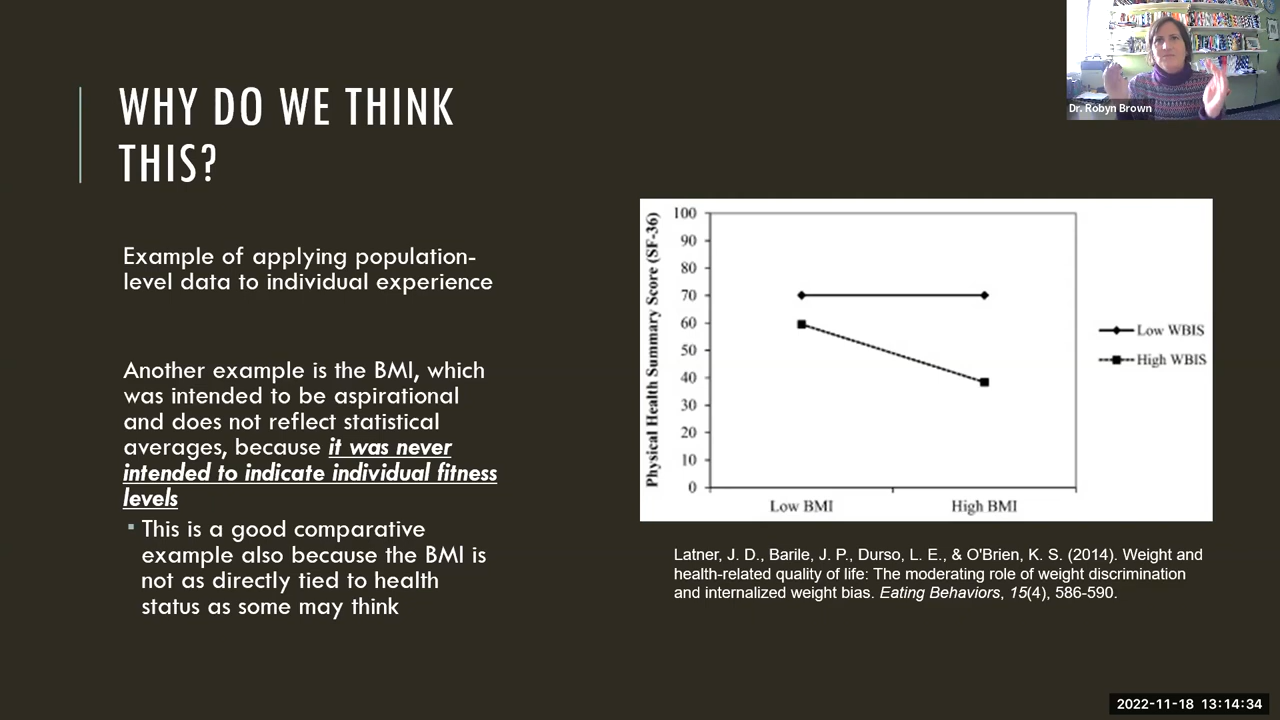 WHY DO WE THINK
THIS?
Example of applying population-
level data to individual experience
Another example is the BMI, which
was intended to be aspirational
and does not reflect statistical
averages, because it was never
intended to indicate individual fitness
levels
This is a good comparative
example also because the BMI is
not as directly tied to health
status as some may think
Dr. Robyn Brown
Physical Health Summary Score (SF-36)
100
90
80
70
60
50
40
30
20
10
0
Low BMI
High BMI
Low WBIS
High WBIS
Latner, J. D., Barile, J. P., Durso, L. E., & O'Brien, K. S. (2014). Weight and
health-related quality of life: The moderating role of weight discrimination
and internalized weight bias. Eating Behaviors, 15(4), 586-590.
2022-11-18 13:14:34